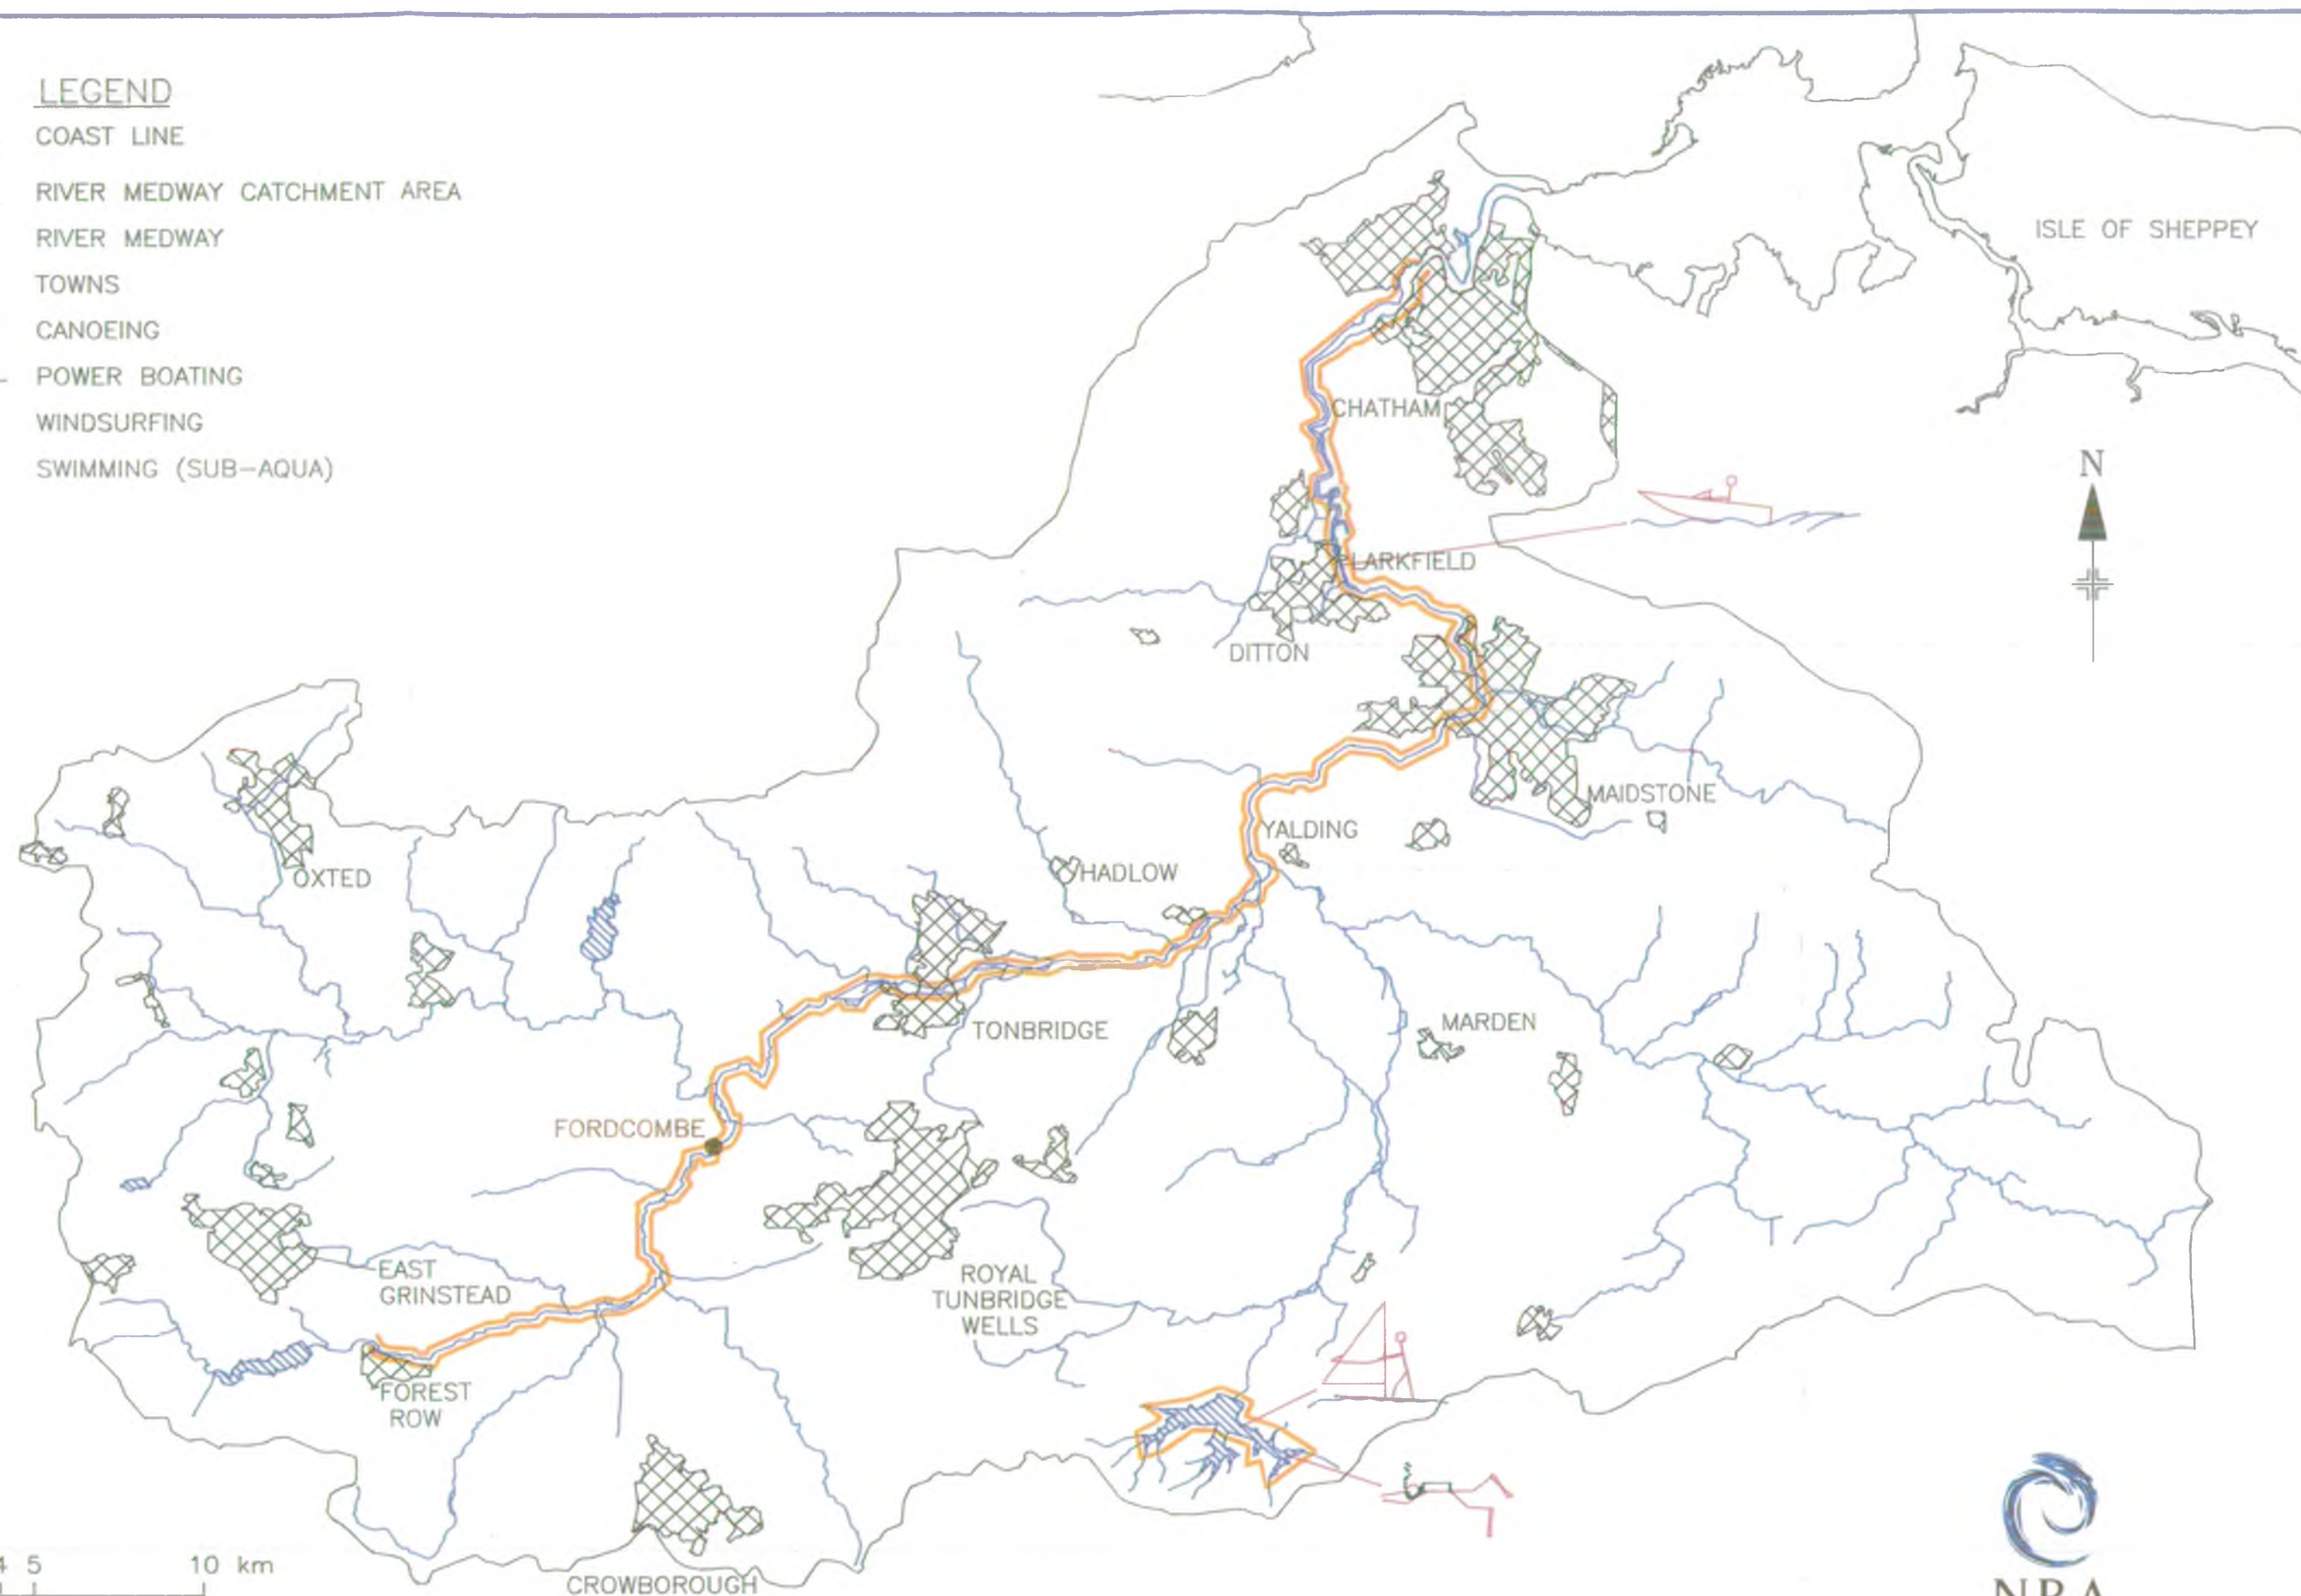 LEGEND
COAST LINE
RIVER MEDWAY CATCHMENT AREA
RIVER MEDWAY
TOWNS
CANOEING
POWER BOATING
WINDSURFING
SWIMMING (SUB-AQUA)
ISLE OF SHEPPEY
CHATHAM
N
LARKFIELD
DITTON
MAIDSTONE
YALDING
HADLOW
OXTED
TONBRIDGE
MARDEN
FORDCOMBE
EAST
GRINSTEAD
ROYAL
TUNBRIDGE
WELLS
FOREST
ROW
4 5 10 km
CROWBOROUGH
NRA